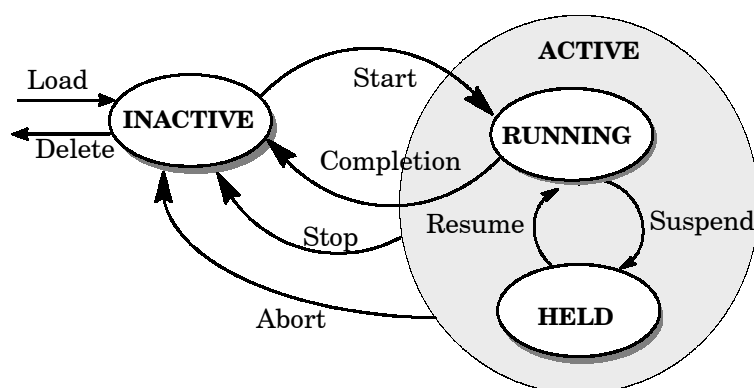 ACTIVE
Load
Start
INACTIVE
RUNNING
Delete
Completion
Resume
Suspend
Stop
Abort
HELD